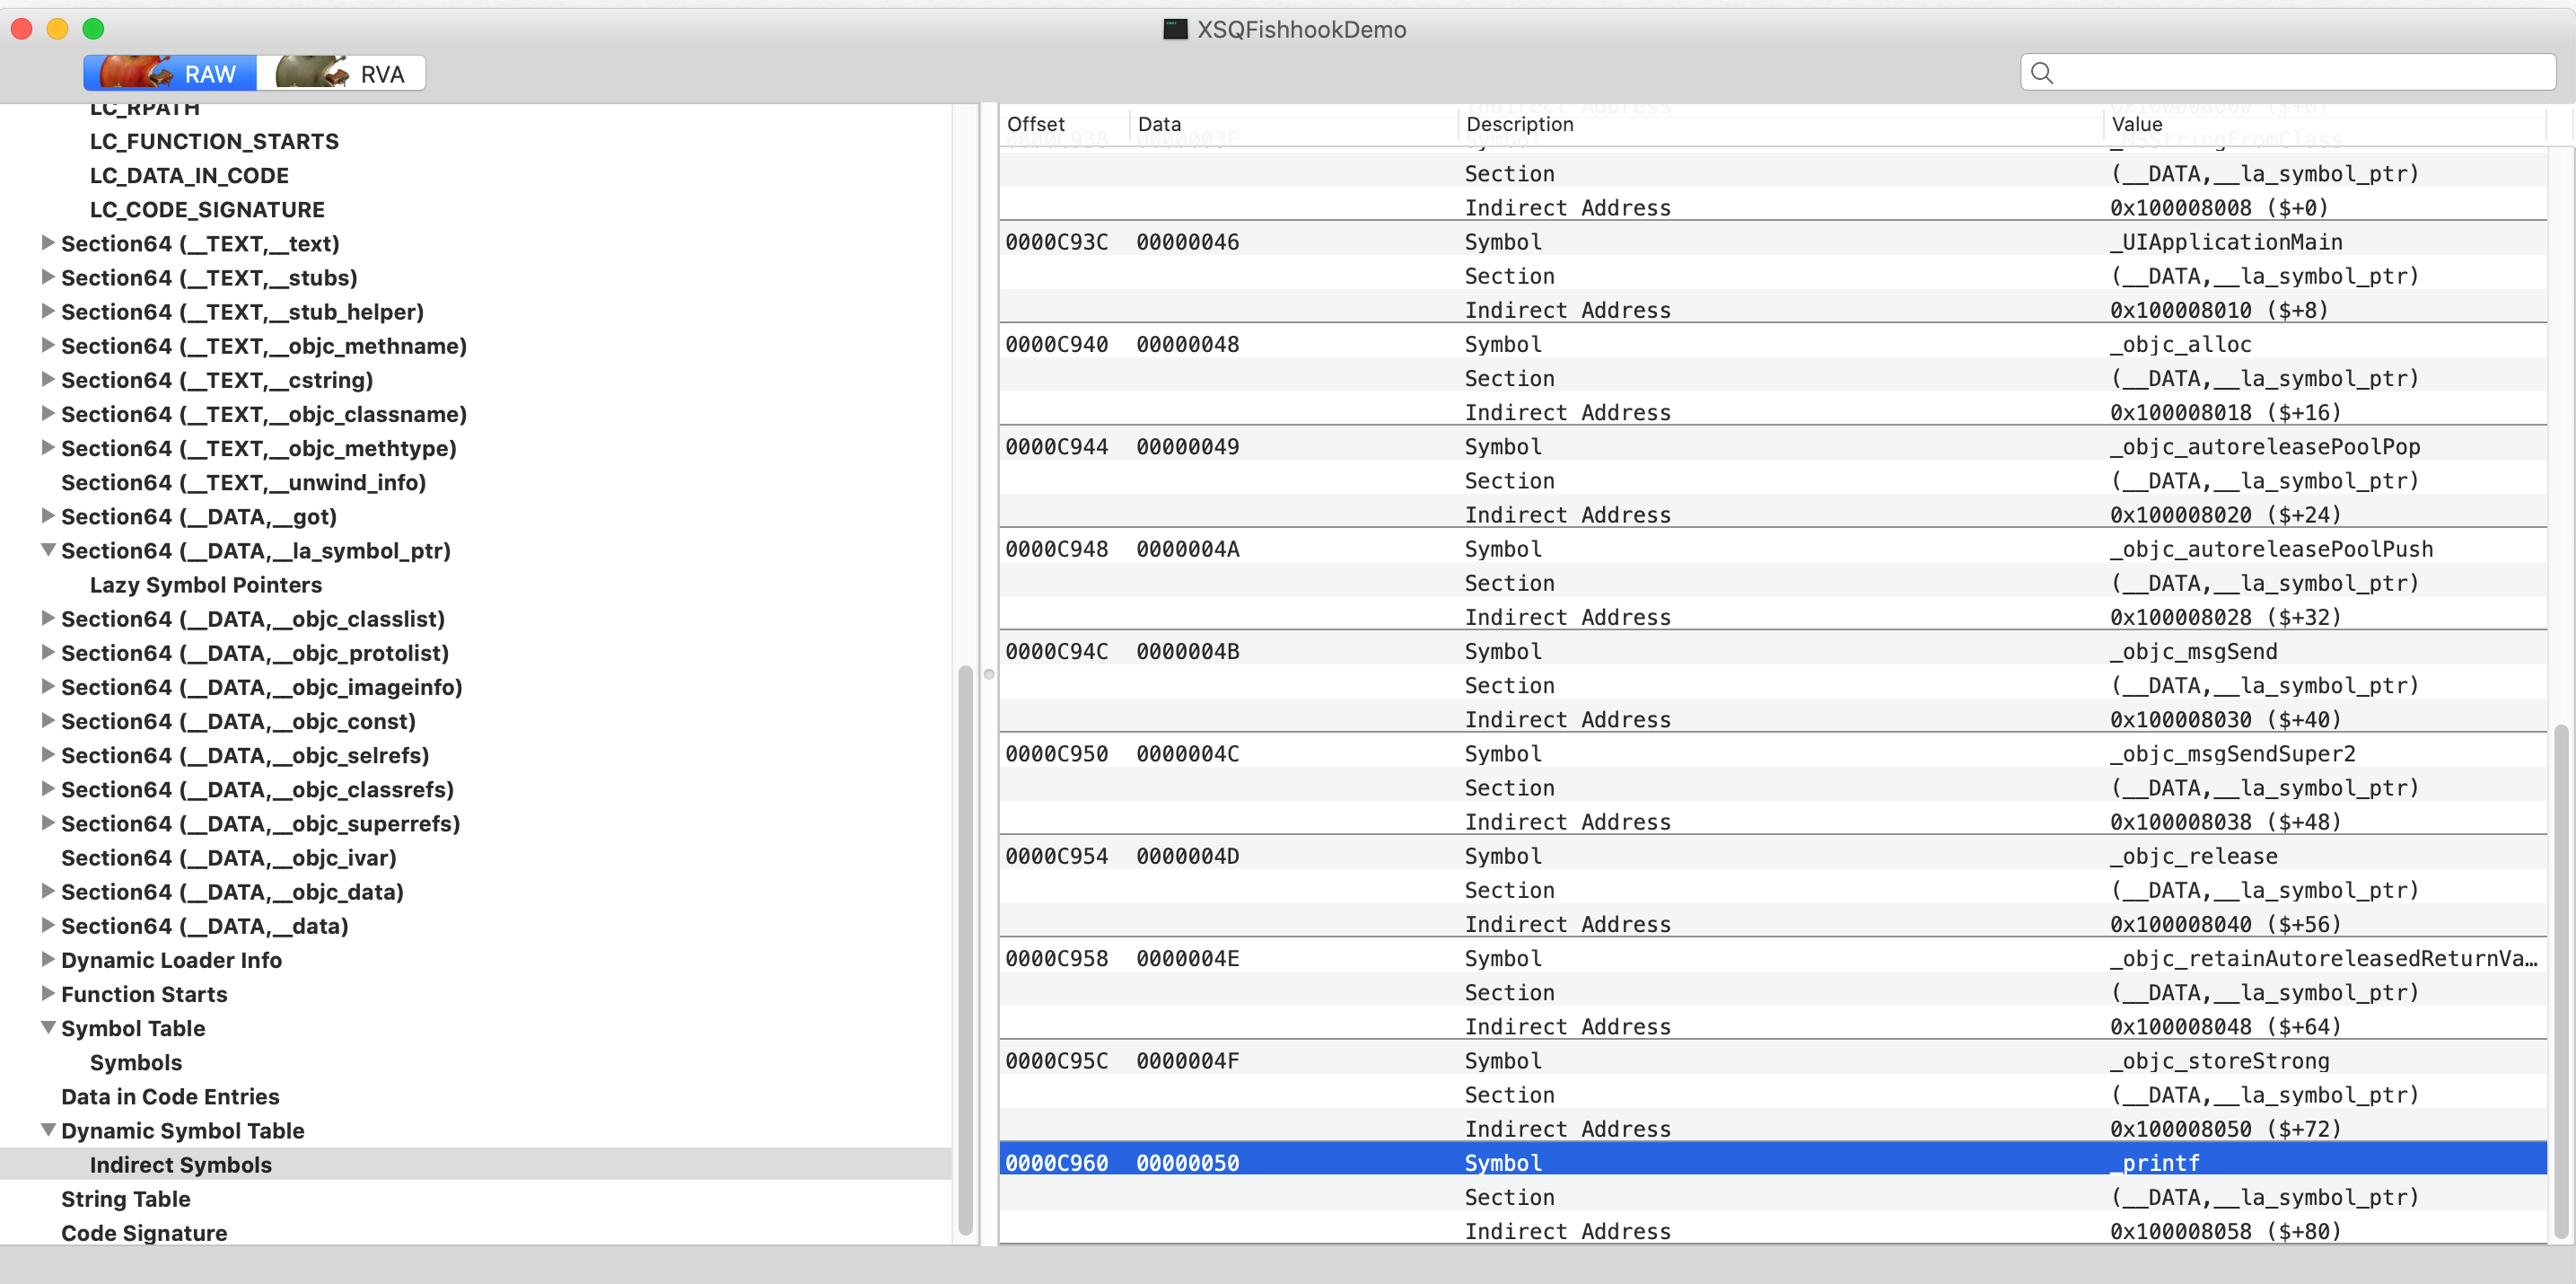 XSQFishhookDemo
RAW
RVA
LC_RPATH
LC_FUNCTION_STARTS
LC_DATA_IN_CODE
LC_CODE_SIGNATURE
Section64 (__TEXT,__text)
Section64 (__TEXT,__stubs)
Section64 (__TEXT,__stub_helper)
Section64 (__TEXT,__objc_methname)
Section64 (__TEXT,__cstring)
Section64 (__TEXT,__objc_classname)
Section64 (__TEXT,__objc_methtype)
Section64 (__TEXT,__unwind_info)
Section64 (__DATA,__got)
Section64 (__DATA,__la_symbol_ptr)
Lazy Symbol Pointers
Section64 (__DATA,__objc_classlist)
Section64 (__DATA,__objc_protolist)
Section64 (__DATA,__objc_imageinfo)
Section64 (__DATA,__objc_const)
Section64 (__DATA,__objc_selrefs)
Section64 (__DATA,__objc_classrefs)
Section64 (__DATA,__objc_superrefs)
Section64 (__DATA,__objc_ivar)
Section64 (__DATA,__objc_data)
Section64 (__DATA,__data)
Dynamic Loader Info
Function Starts
Symbol Table
Symbols
Data in Code Entries
Dynamic Symbol Table
Indirect Symbols
String Table
Code Signature
Indirect Address 0x100008000 ($+0)
Offset Data Description Value
0000C938 0000003F Symbol _NSStringFromClass
Section (__DATA,__la_symbol_ptr)
Indirect Address 0x100008008 ($+0)
0000C93C 00000046 Symbol _UIApplicationMain
Section (__DATA,__la_symbol_ptr)
Indirect Address 0x100008010 ($+8)
0000C940 00000048 Symbol _objc_alloc
Section (__DATA,__la_symbol_ptr)
Indirect Address 0x100008018 ($+16)
0000C944 00000049 Symbol _objc_autoreleasePoolPop
Section (__DATA,__la_symbol_ptr)
Indirect Address 0x100008020 ($+24)
0000C948 0000004A Symbol _objc_autoreleasePoolPush
Section (__DATA,__la_symbol_ptr)
Indirect Address 0x100008028 ($+32)
0000C94C 0000004B Symbol _objc_msgSend
Section (__DATA,__la_symbol_ptr)
Indirect Address 0x100008030 ($+40)
0000C950 0000004C Symbol _objc_msgSendSuper2
Section (__DATA,__la_symbol_ptr)
Indirect Address 0x100008038 ($+48)
0000C954 0000004D Symbol _objc_release
Section (__DATA,__la_symbol_ptr)
Indirect Address 0x100008040 ($+56)
0000C958 0000004E Symbol _objc_retainAutoreleasedReturnVa…
Section (__DATA,__la_symbol_ptr)
Indirect Address 0x100008048 ($+64)
0000C95C 0000004F Symbol _objc_storeStrong
Section (__DATA,__la_symbol_ptr)
Indirect Address 0x100008050 ($+72)
0000C960 00000050 Symbol _printf
Section (__DATA,__la_symbol_ptr)
Indirect Address 0x100008058 ($+80)